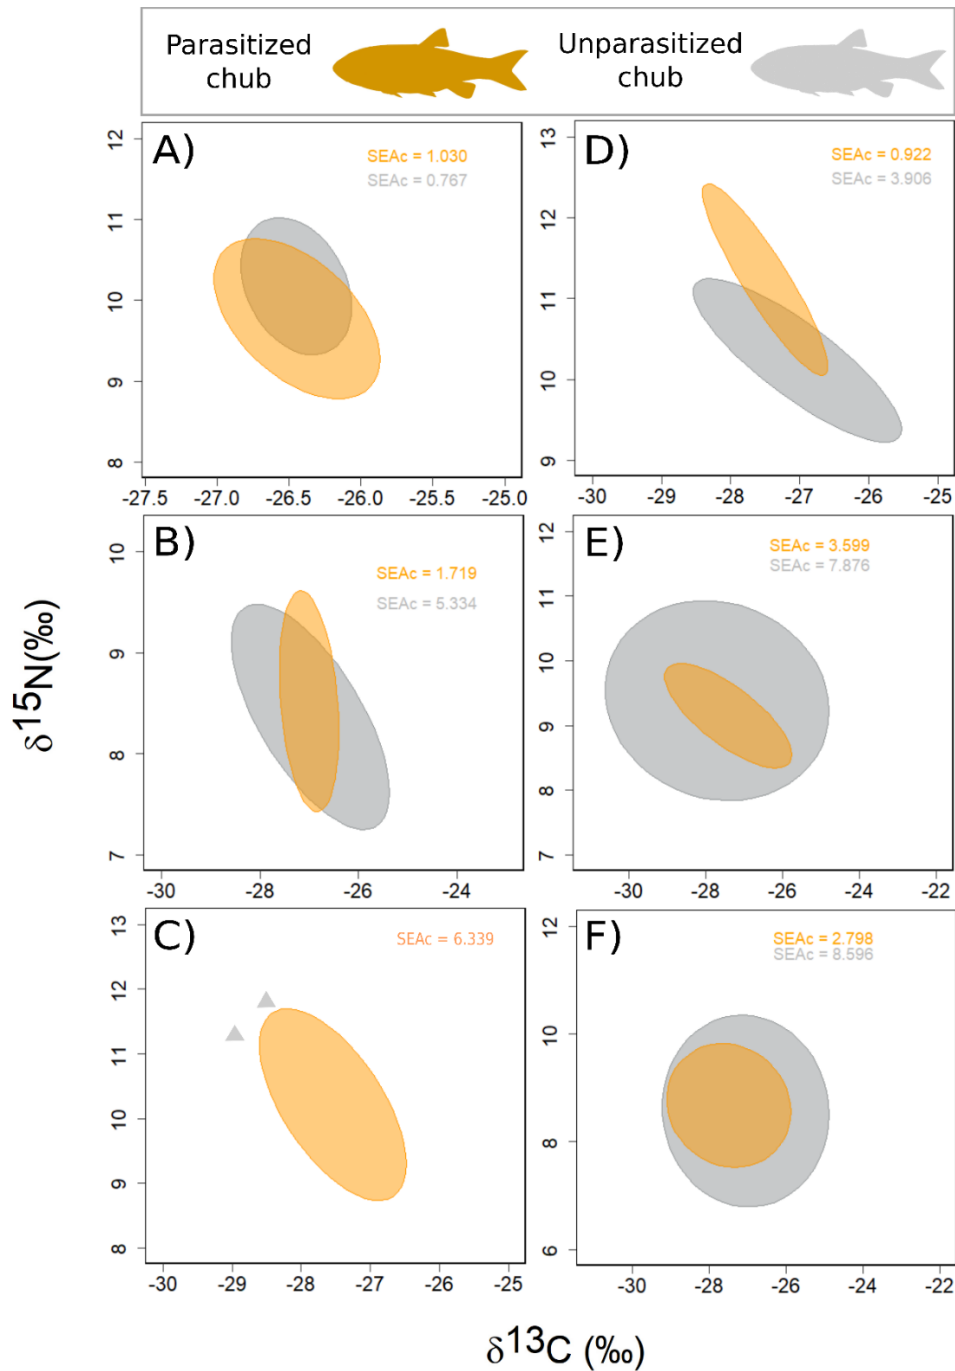 Parasitized
chub
Unparasitized
chub
A)
SEAc = 1.030
SEAc = 0.767
12
11
10
9
8
-27.5 -27.0 -26.5 -26.0 -25.5 -25.0
D)
SEAc = 0.922
SEAc = 3.906
13
12
11
10
9
-30 -29 -28 -27 -26 -25
B)
SEAc = 1.719
SEAc = 5.334
10
9
8
7
-30 -28 -26 -24
E)
SEAc = 3.599
SEAc = 7.876
12
11
10
9
8
7
-30 -28 -26 -24 -22
C)
SEAc = 6.339
13
12
11
10
9
8
-30 -29 -28 -27 -26 -25
F)
SEAc = 2.798
SEAc = 8.596
12
10
8
6
-30 -28 -26 -24 -22
δ15N(‰)
δ13C (‰)